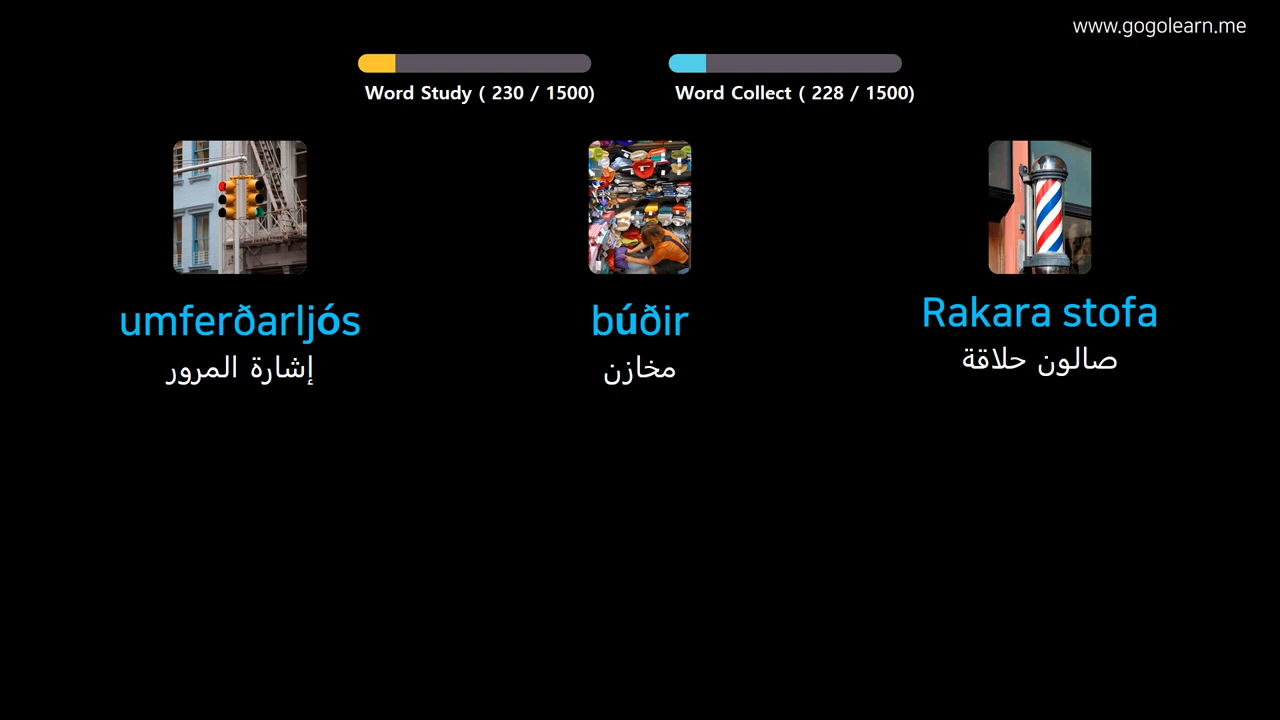 www.gogolearn.me
Word Study ( 230 / 1500)
Word Collect ( 228 / 1500)
umferðarljós
إشارة المرور
búðir
مخازن
Rakara stofa
صالون حلاقة